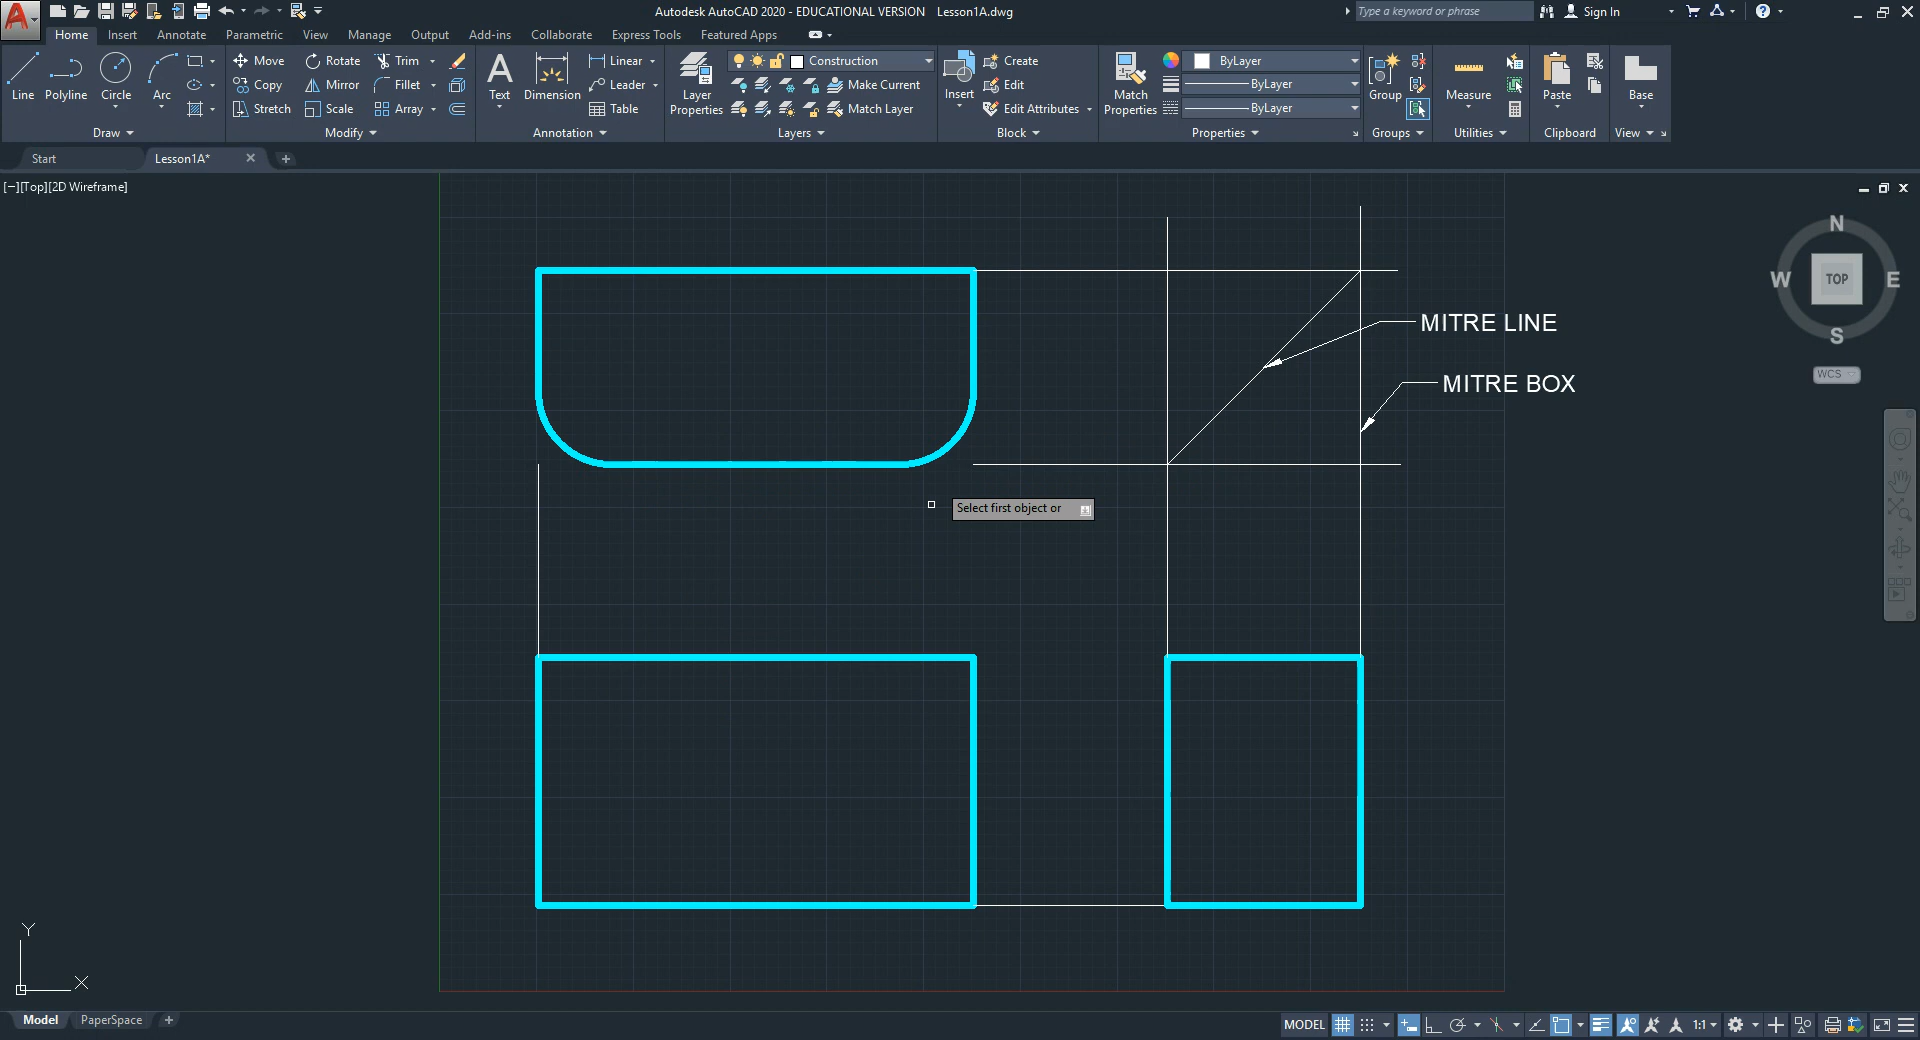 Autodesk AutoCAD 2020 - EDUCATIONAL VERSION Lesson1A.dwg
Type a keyword or phrase
Sign In
Home Insert Annotate Parametric View Manage Output Add-ins Collaborate Express Tools Featured Apps
Line Polyline Circle Arc
Draw
Move Rotate Trim
Copy Mirror Fillet
Stretch Scale Array
Modify
Text Dimension
Linear
Leader
Table
Annotation
Layer Properties
Construction
Make Current
Match Layer
Layers
Insert
Create
Edit
Edit Attributes
Block
Match Properties
ByLayer
ByLayer
ByLayer
Properties
Group
Groups
Measure
Utilities
Paste
Clipboard
Base
View
Start
Lesson1A*
[−][Top][2D Wireframe]
N
W TOP E
S
WCS
MITRE LINE
MITRE BOX
Select first object or
Y
X
Model PaperSpace
MODEL
1:1